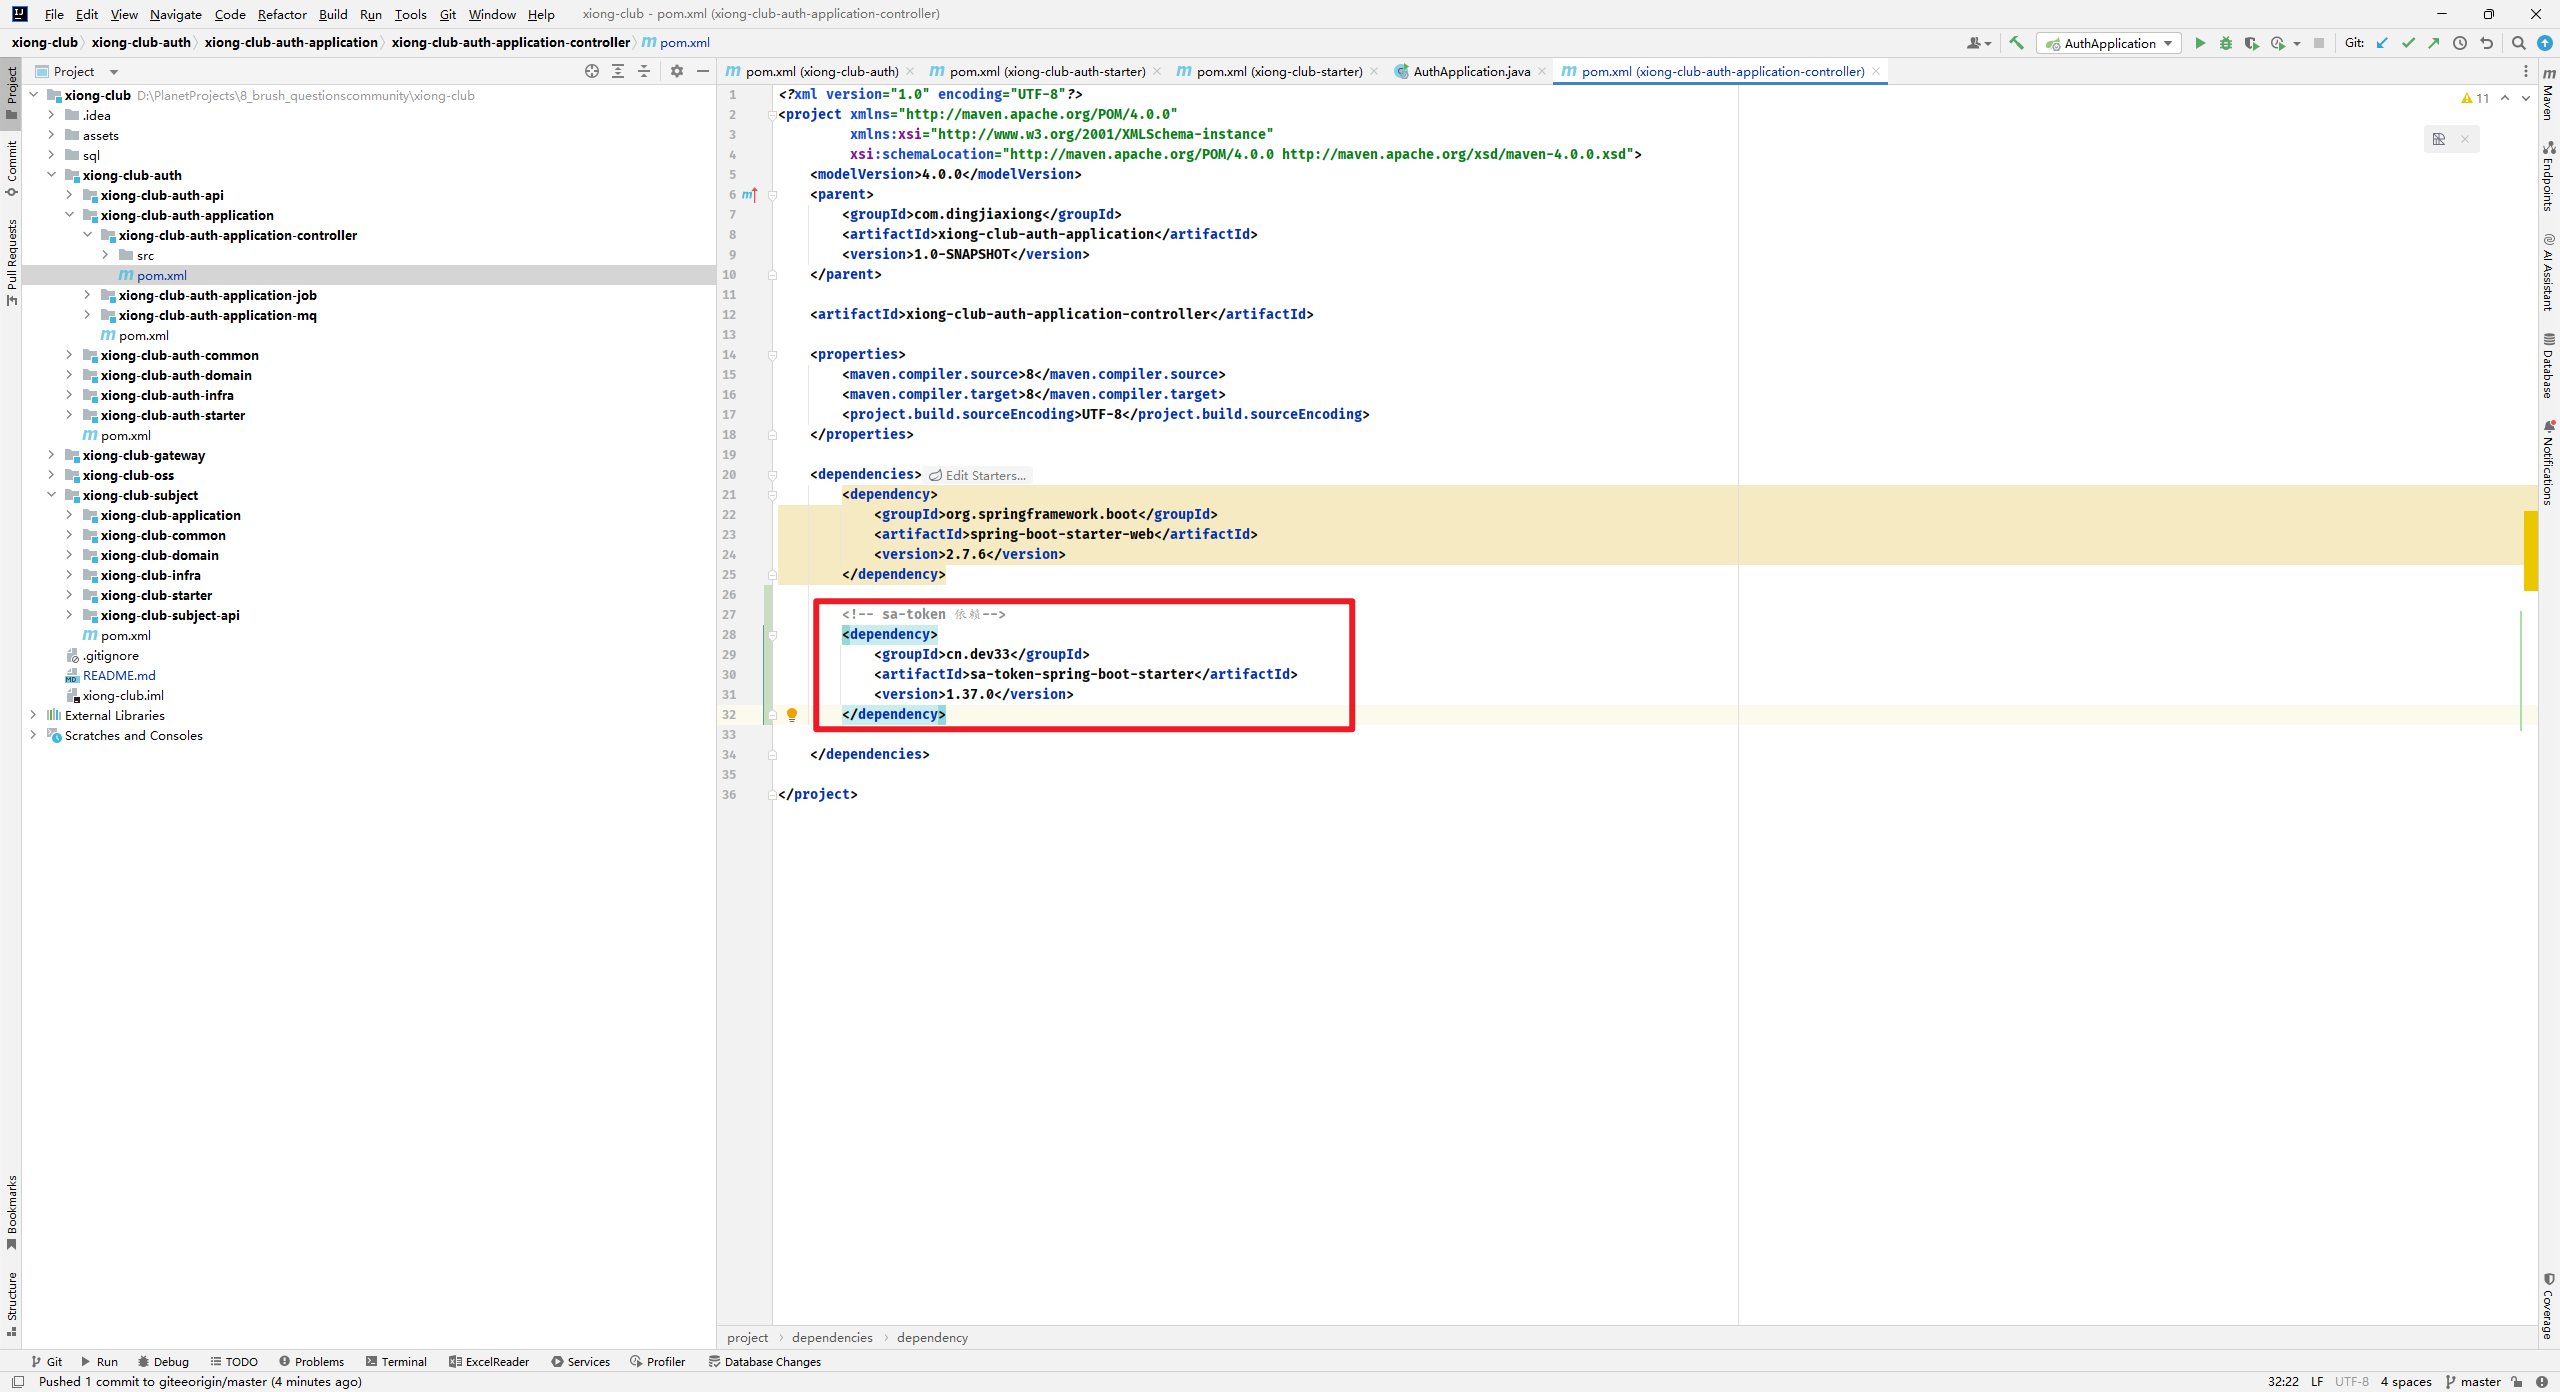 File Edit View Navigate Code Refactor Build Run Tools Git Window Help xiong-club - pom.xml (xiong-club-auth-application-controller)
xiong-club xiong-club-auth xiong-club-auth-application xiong-club-auth-application-controller pom.xml
AuthApplication Git:
Project
pom.xml (xiong-club-auth) pom.xml (xiong-club-auth-starter) pom.xml (xiong-club-starter) AuthApplication.java pom.xml (xiong-club-auth-application-controller)
Project
Commit
Pull Requests
Bookmarks
Structure
xiong-club D:\PlanetProjects\8_brush_questionscommunity\xiong-club
.idea
assets
sql
xiong-club-auth
xiong-club-auth-api
xiong-club-auth-application
xiong-club-auth-application-controller
src
pom.xml
xiong-club-auth-application-job
xiong-club-auth-application-mq
pom.xml
xiong-club-auth-common
xiong-club-auth-domain
xiong-club-auth-infra
xiong-club-auth-starter
pom.xml
xiong-club-gateway
xiong-club-oss
xiong-club-subject
xiong-club-application
xiong-club-common
xiong-club-domain
xiong-club-infra
xiong-club-starter
xiong-club-subject-api
pom.xml
.gitignore
README.md
xiong-club.iml
External Libraries
Scratches and Consoles
11
1 <?xml version="1.0" encoding="UTF-8"?>
2 <project xmlns="http://maven.apache.org/POM/4.0.0"
3 xmlns:xsi="http://www.w3.org/2001/XMLSchema-instance"
4 xsi:schemaLocation="http://maven.apache.org/POM/4.0.0 http://maven.apache.org/xsd/maven-4.0.0.xsd">
5 <modelVersion>4.0.0</modelVersion>
6 <parent>
7 <groupId>com.dingjiaxiong</groupId>
8 <artifactId>xiong-club-auth-application</artifactId>
9 <version>1.0-SNAPSHOT</version>
10 </parent>
11
12 <artifactId>xiong-club-auth-application-controller</artifactId>
13
14 <properties>
15 <maven.compiler.source>8</maven.compiler.source>
16 <maven.compiler.target>8</maven.compiler.target>
17 <project.build.sourceEncoding>UTF-8</project.build.sourceEncoding>
18 </properties>
19
20 <dependencies> Edit Starters...
21 <dependency>
22 <groupId>org.springframework.boot</groupId>
23 <artifactId>spring-boot-starter-web</artifactId>
24 <version>2.7.6</version>
25 </dependency>
26
27 <!-- sa-token 依赖-->
28 <dependency>
29 <groupId>cn.dev33</groupId>
30 <artifactId>sa-token-spring-boot-starter</artifactId>
31 <version>1.37.0</version>
32 </dependency>
33
34 </dependencies>
35
36 </project>
Maven
Endpoints
AI Assistant
Database
Notifications
Coverage
project dependencies dependency
Git Run Debug TODO Problems Terminal ExcelReader Services Profiler Database Changes
Pushed 1 commit to giteeorigin/master (4 minutes ago) 32:22 LF UTF-8 4 spaces master